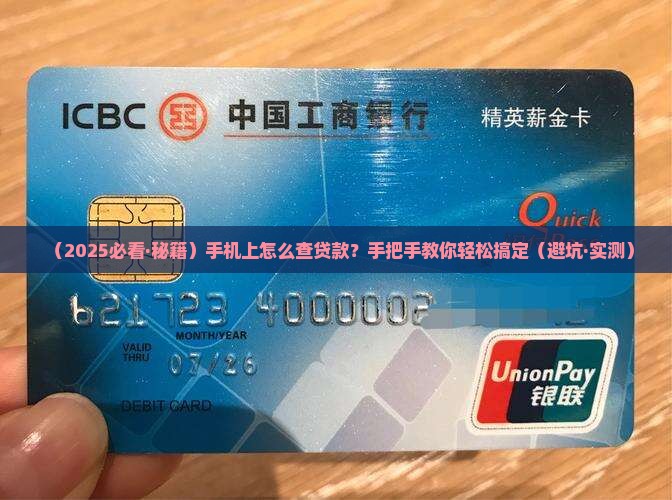 ICBC 中国工商银行 精英薪金卡
Quick
(2025必看·秘籍)手机上怎么查贷款?手把手教你轻松搞定(避坑·实测)
621723 4000002
MONTH/YEAR
VALID
THRU
07/26
DEBIT CARD
UnionPay
银联